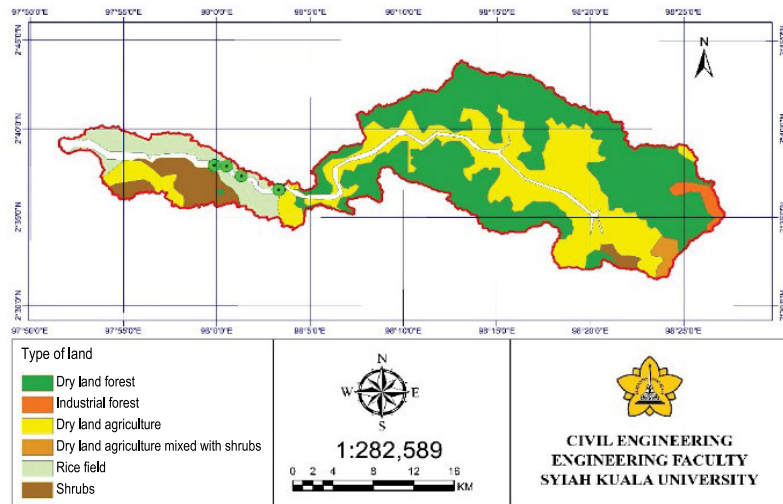 97°50'0"E 97°55'0"E 98°0'0"E 98°5'0"E 98°10'0"E 98°15'0"E 98°20'0"E 98°25'0"E
2°45'0"N
N
2°40'0"N
2°35'0"N
2°30'0"N
97°50'0"E 97°55'0"E 98°0'0"E 98°5'0"E 98°10'0"E 98°15'0"E 98°20'0"E 98°25'0"E
Type of land
Dry land forest
Industrial forest
Dry land agriculture
Dry land agriculture mixed with shrubs
Rice field
Shrubs
N
W E
S
1:282,589
0 2 4 8 12 16
KM
CIVIL ENGINEERING
ENGINEERING FACULTY
SYIAH KUALA UNIVERSITY